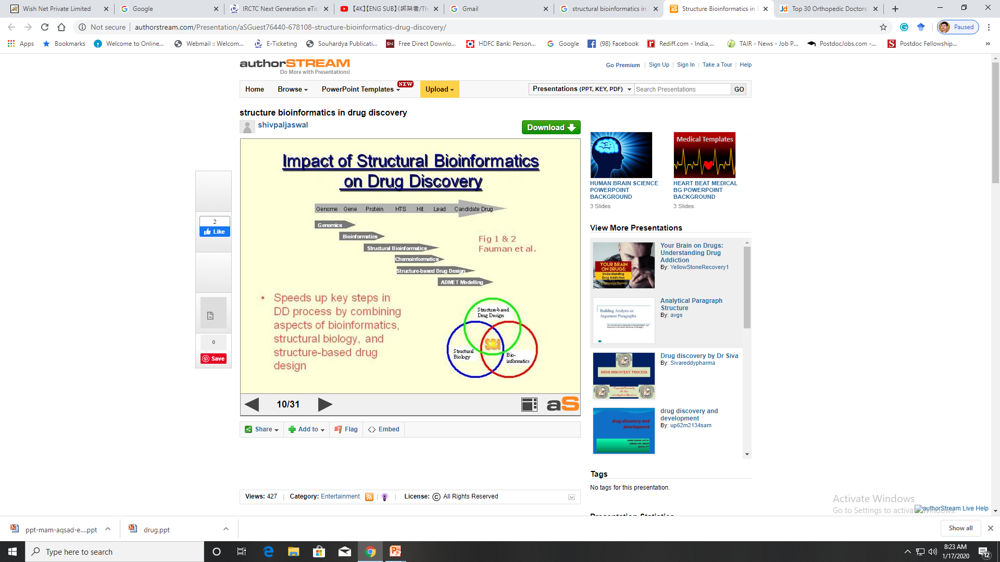 Wish Net Private Limited
Google
IRCTC Next Generation eTic
【4K】【ENG SUB】《绑架者/Th
Gmail
structural bioinformatics in
Structure Bioinformatics in
Top 30 Orthopedic Doctors
Not secure | authorstream.com/Presentation/aSGuest76440-678108-structure-bioinformatics-drug-discovery/
Paused
Apps
Bookmarks
Welcome to Online...
Webmail :: Welcom...
E-Ticketing
Souhardya Publicati...
Free Direct Downlo...
HDFC Bank: Person...
Google
(98) Facebook
Rediff.com - India,...
TAIR - News - Job P...
PostdocJobs.com -...
Postdoc Fellowship...
»
authorSTREAM
Do More with Presentations!
Go Premium | Sign Up | Sign In | Take a Tour | Help
Home
Browse
PowerPoint Templates
NEW
Upload
Presentations (PPT, KEY, PDF)
Search Presentations
GO
structure bioinformatics in drug discovery
shivpaljaswal
Download
Impact of Structural Bioinformatics
on Drug Discovery
Genome Gene Protein HTS Hit Lead Candidate Drug
Genomics
Bioinformatics
Structural Bioinformatics
Chemoinformatics
Structure-based Drug Design
ADMET Modelling
Fig 1 & 2
Fauman et al.
• Speeds up key steps in
DD process by combining
aspects of bioinformatics,
structural biology, and
structure-based drug
design
Structure-based
Drug Design
SBI
Structural
Biology
Bio-
informatics
10/31
aS
2
Like
0
Save
Share
Add to
Flag
Embed
Views: 427
Category: Entertainment
License: © All Rights Reserved
Medical Templates
HUMAN BRAIN SCIENCE
POWERPOINT
BACKGROUND
3 Slides
HEART BEAT MEDICAL
BG POWERPOINT
BACKGROUND
3 Slides
View More Presentations
YOUR BRAIN
ON DRUGS:
Understanding
Drug Addiction
Your Brain on Drugs:
Understanding Drug
Addiction
By: YellowStoneRecovery1
Building Analysis or
Argument Paragraphs
Analytical Paragraph
Structure
By: avgs
DRUG DISCOVERY PROCESS
Drug discovery by Dr Siva
By: Sivareddypharma
drug discovery and
development
drug discovery and
development
By: up62m2134sam
Tags
No tags for this presentation.
Presentation Statistics
Activate Windows
Go to Settings to activate Windows.
authorStream Live Help
ppt-mam-aqsad-e....ppt
drug.ppt
Show all
Type here to search
8:23 AM
1/17/2020
12